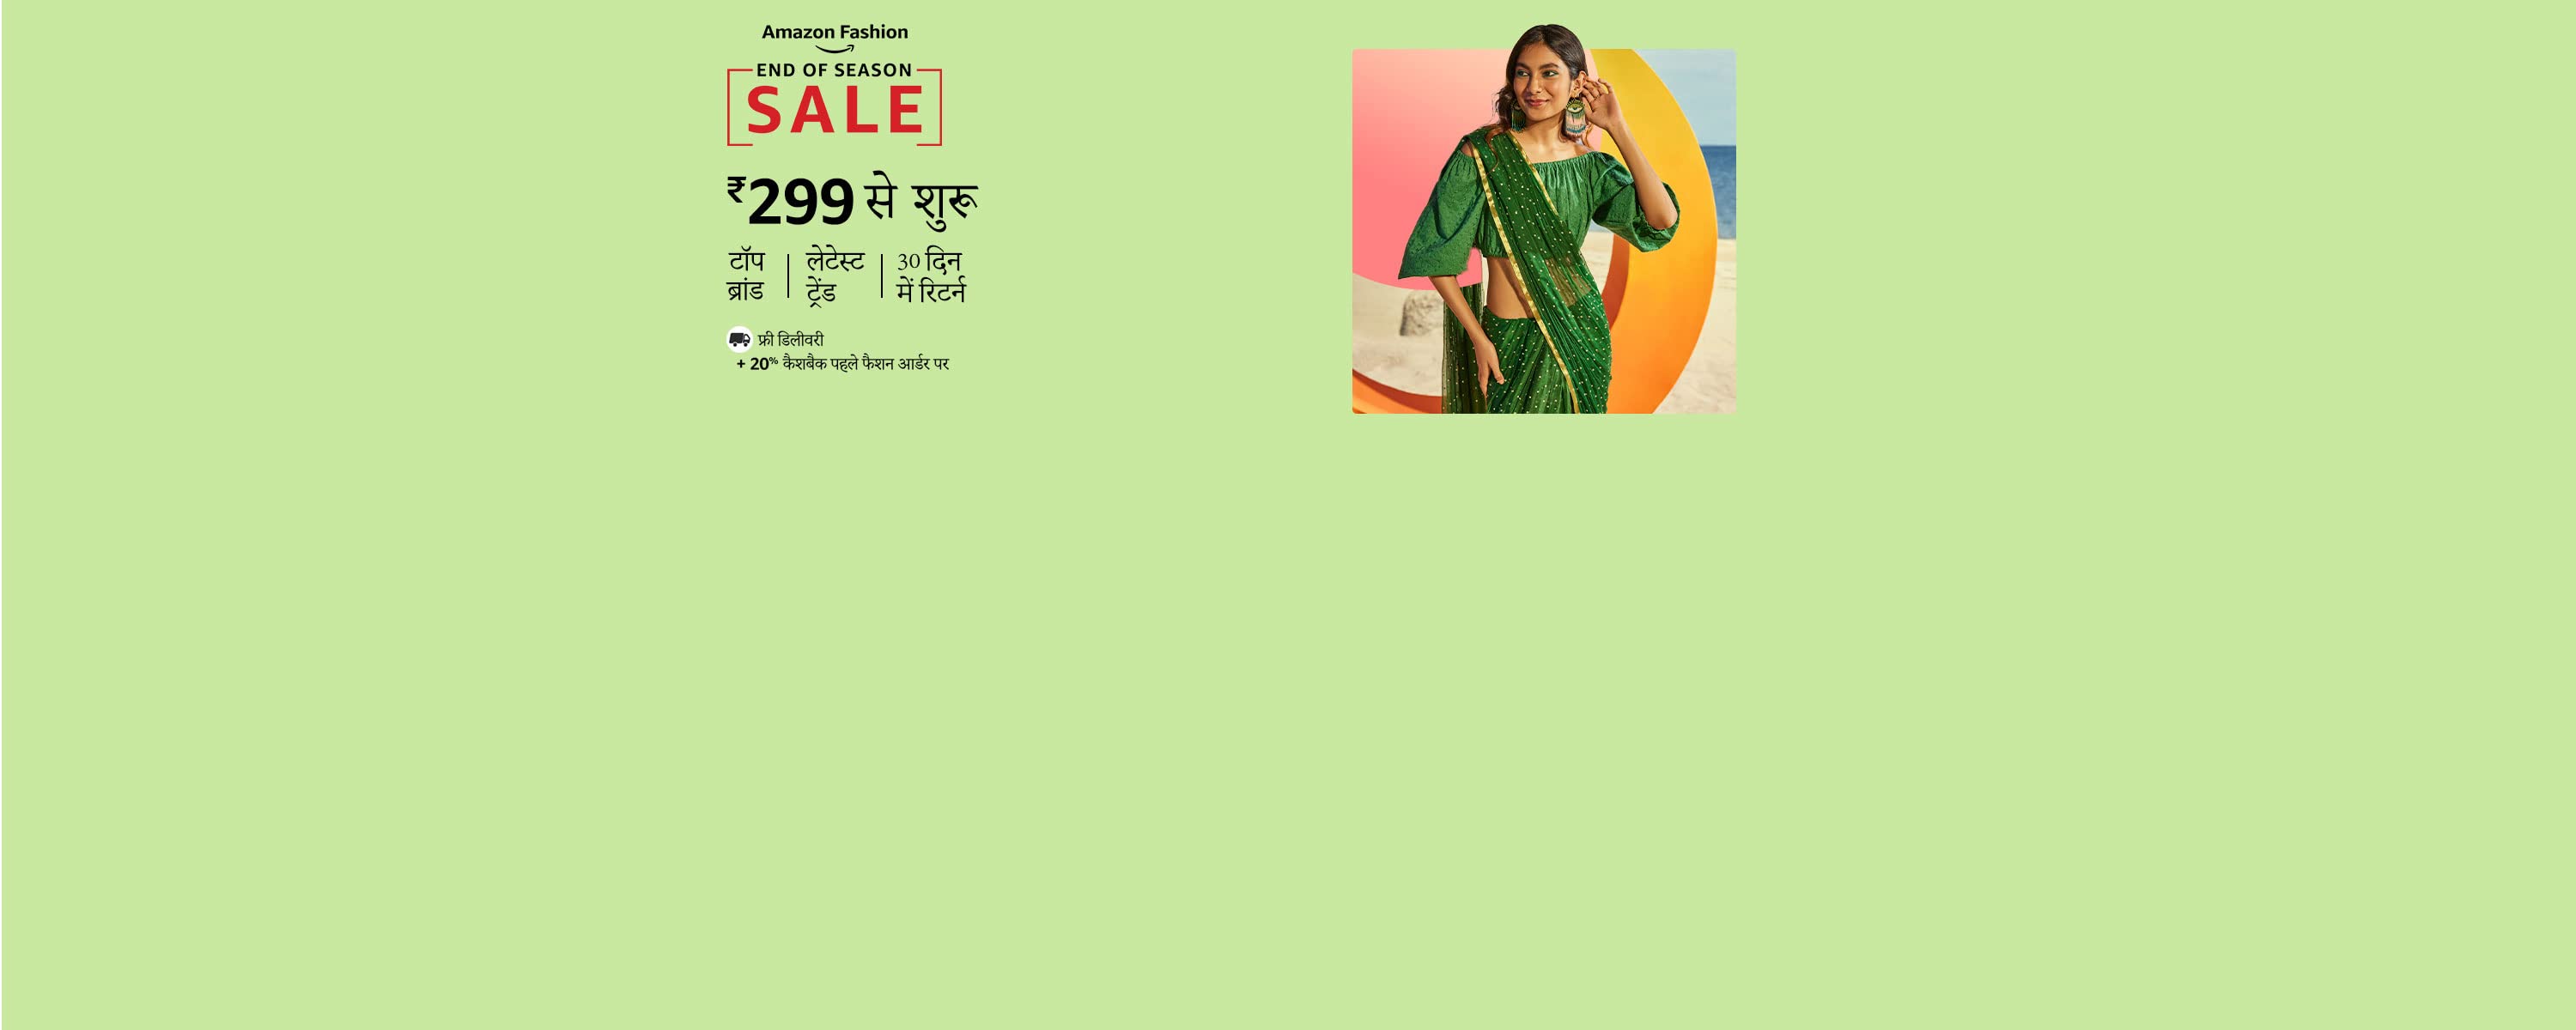 Amazon Fashion
END OF SEASON
SALE
₹299 से शुरू
टॉप
ब्रांड
लेटेस्ट
ट्रेंड
30 दिन
में रिटर्न
फ्री डिलीवरी
+ 20% कैशबैक पहले फैशन आर्डर पर